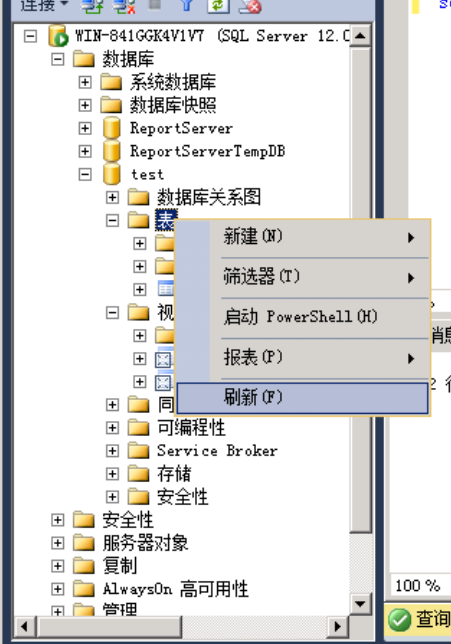 连接
WIN-841GGK4V1V7 (SQL Server 12.0
数据库
系统数据库
数据库快照
ReportServer
ReportServerTempDB
test
数据库关系图
表
新建(N)
筛选器(T)
启动 PowerShell(H)
报表(P)
刷新(F)
视
同
可编程性
Service Broker
存储
安全性
安全性
服务器对象
复制
AlwaysOn 高可用性
管理
100 %
查询